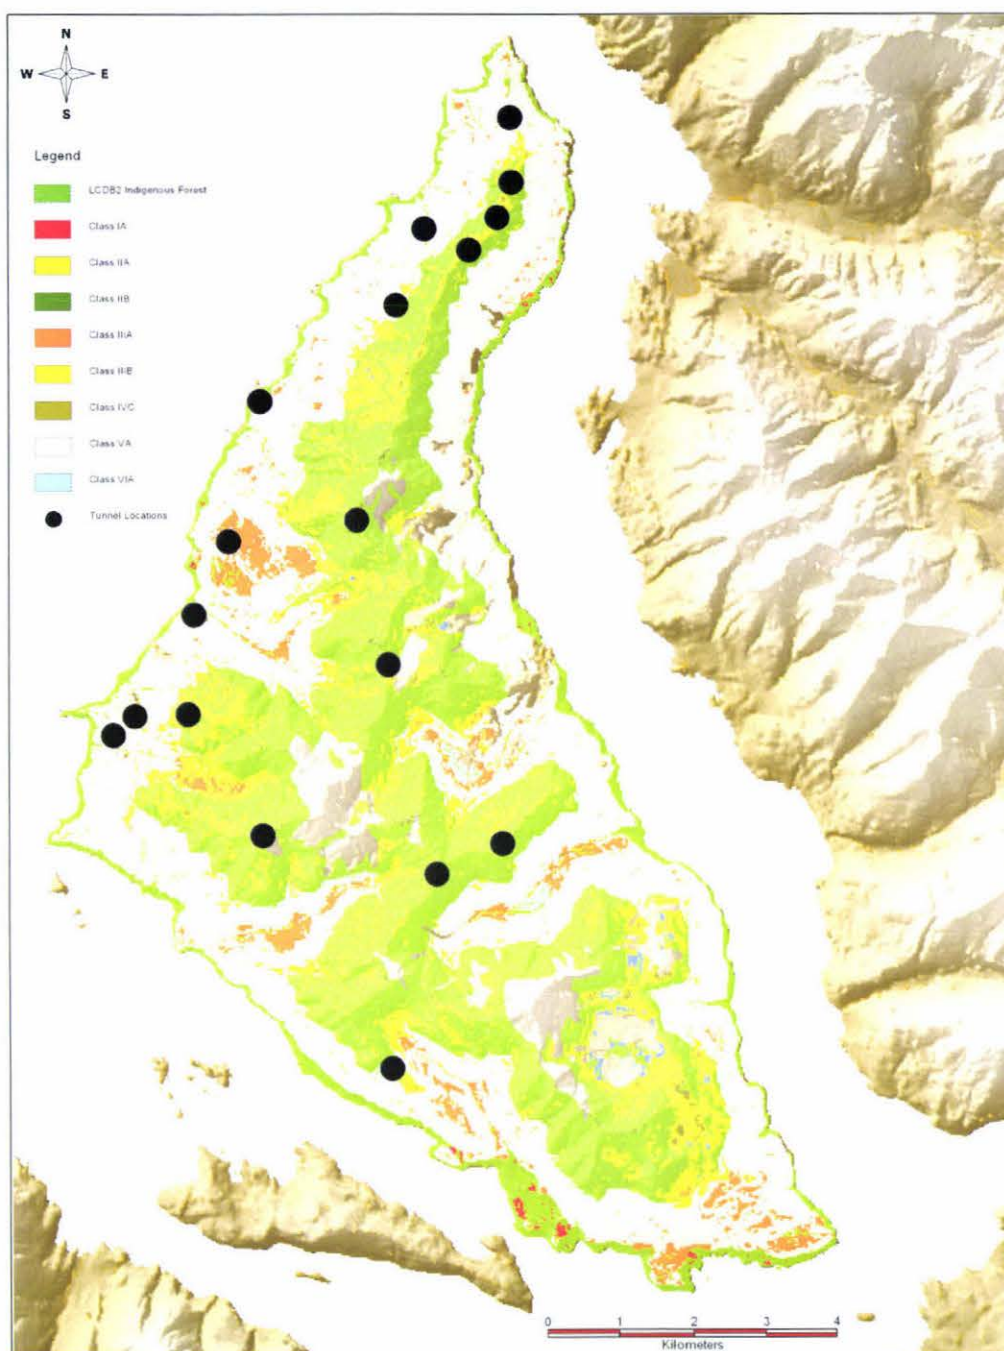 N
W E
S
Legend
LCDB2 Indigenous Forest
Class IA
Class IIA
Class IIB
Class IIIA
Class IIIB
Class IVC
Class VA
Class VIA
Tunnel Locations
0 1 2 3 4
Kilometers